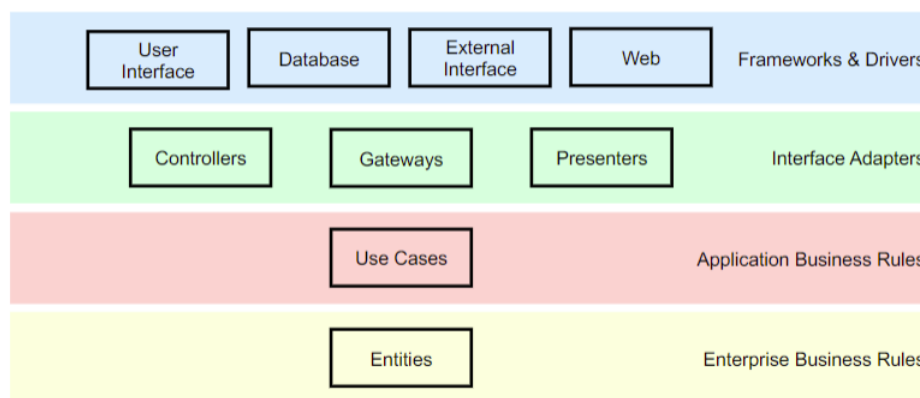 User
Interface
Database
External
Interface
Web
Frameworks & Drivers
Controllers
Gateways
Presenters
Interface Adapters
Use Cases
Application Business Rules
Entities
Enterprise Business Rules